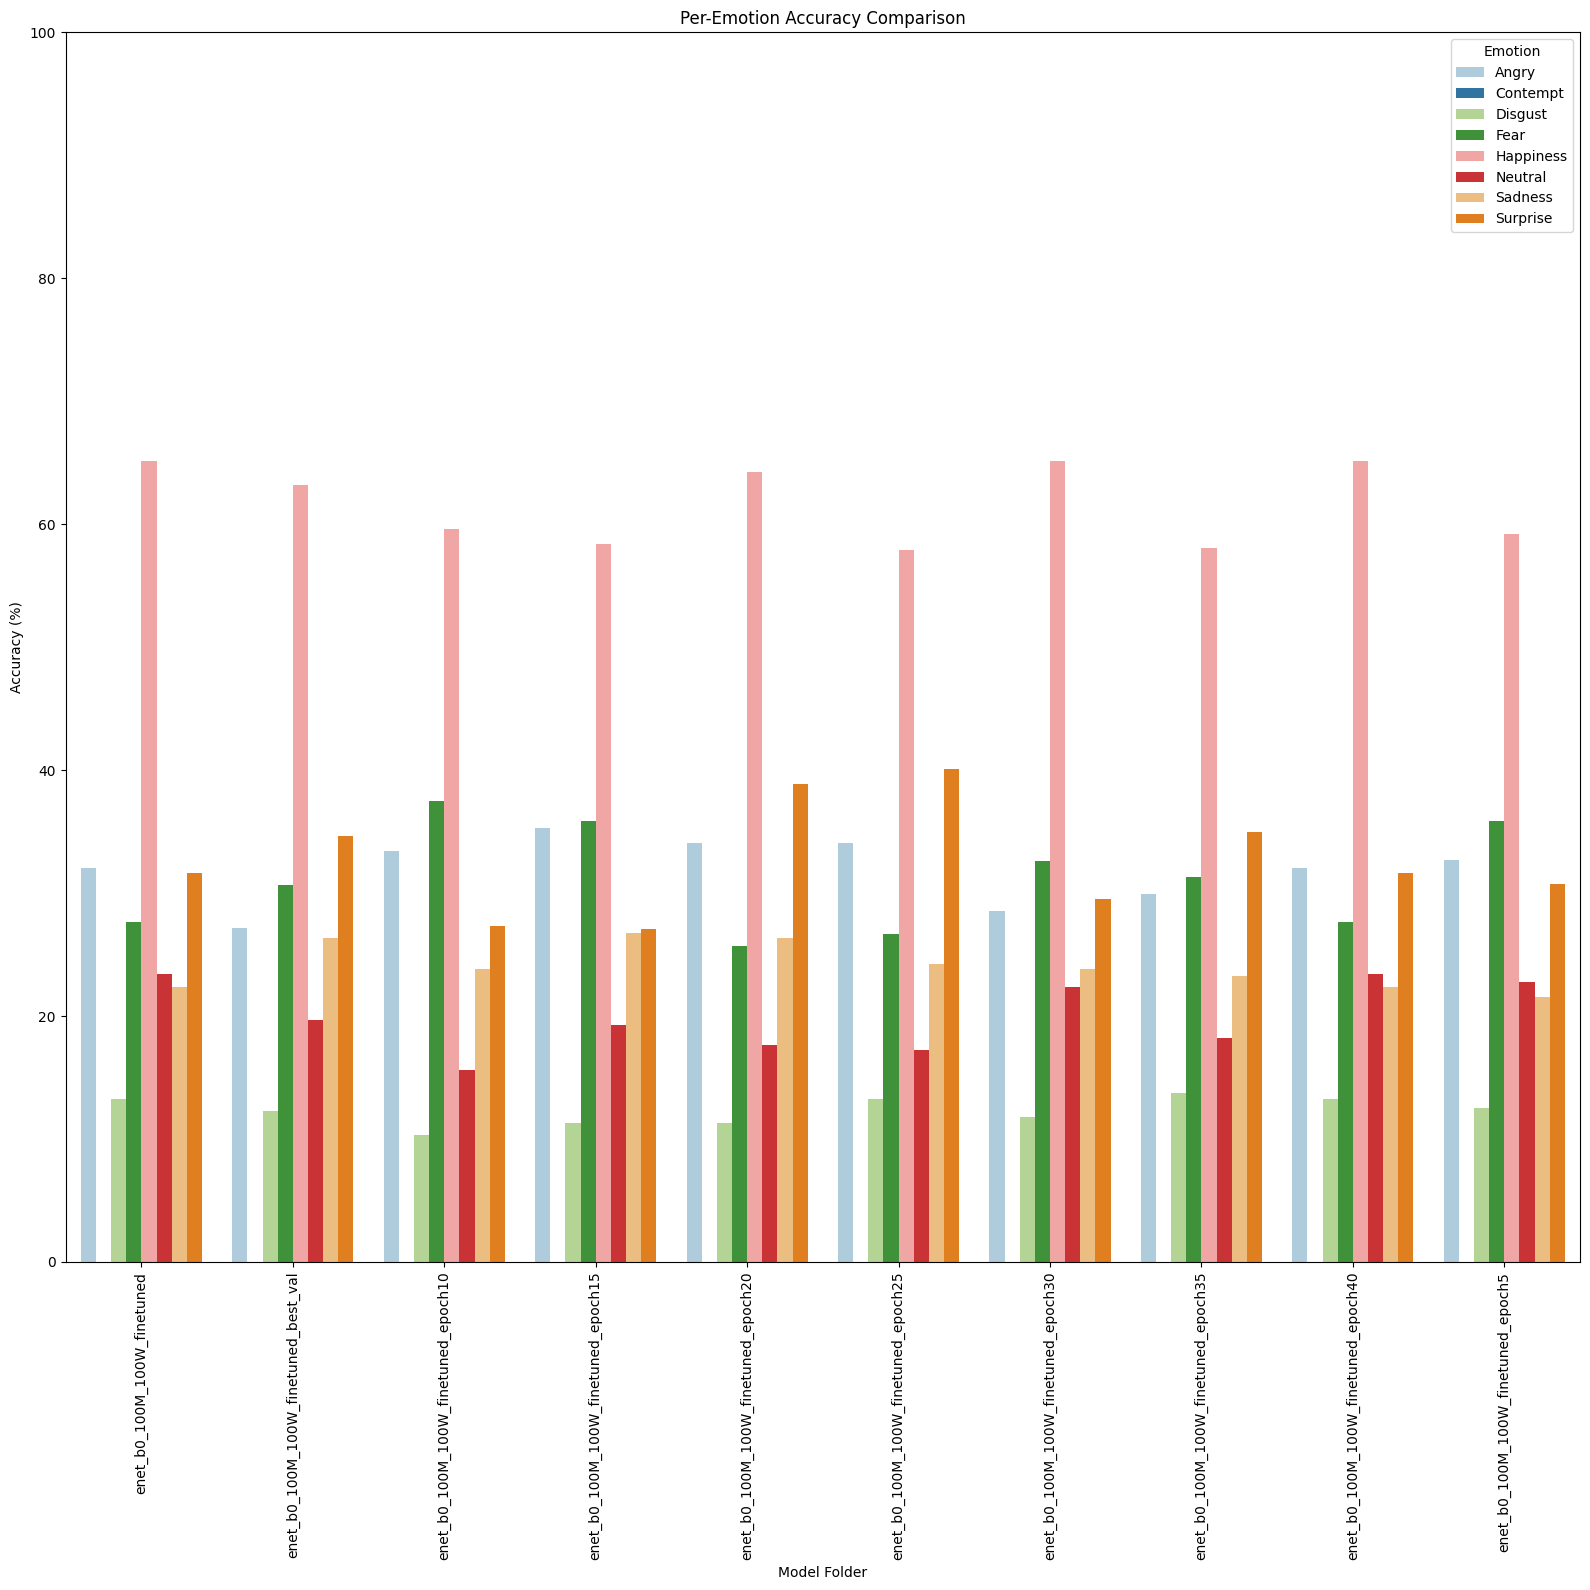 Per-Emotion Accuracy Comparison
100
80
60
40
20
0
Accuracy (%)
Emotion
Angry
Contempt
Disgust
Fear
Happiness
Neutral
Sadness
Surprise
enet_b0_100M_100W_finetuned
enet_b0_100M_100W_finetuned_best_val
enet_b0_100M_100W_finetuned_epoch10
enet_b0_100M_100W_finetuned_epoch15
enet_b0_100M_100W_finetuned_epoch20
enet_b0_100M_100W_finetuned_epoch25
enet_b0_100M_100W_finetuned_epoch30
enet_b0_100M_100W_finetuned_epoch35
enet_b0_100M_100W_finetuned_epoch40
enet_b0_100M_100W_finetuned_epoch5
Model Folder